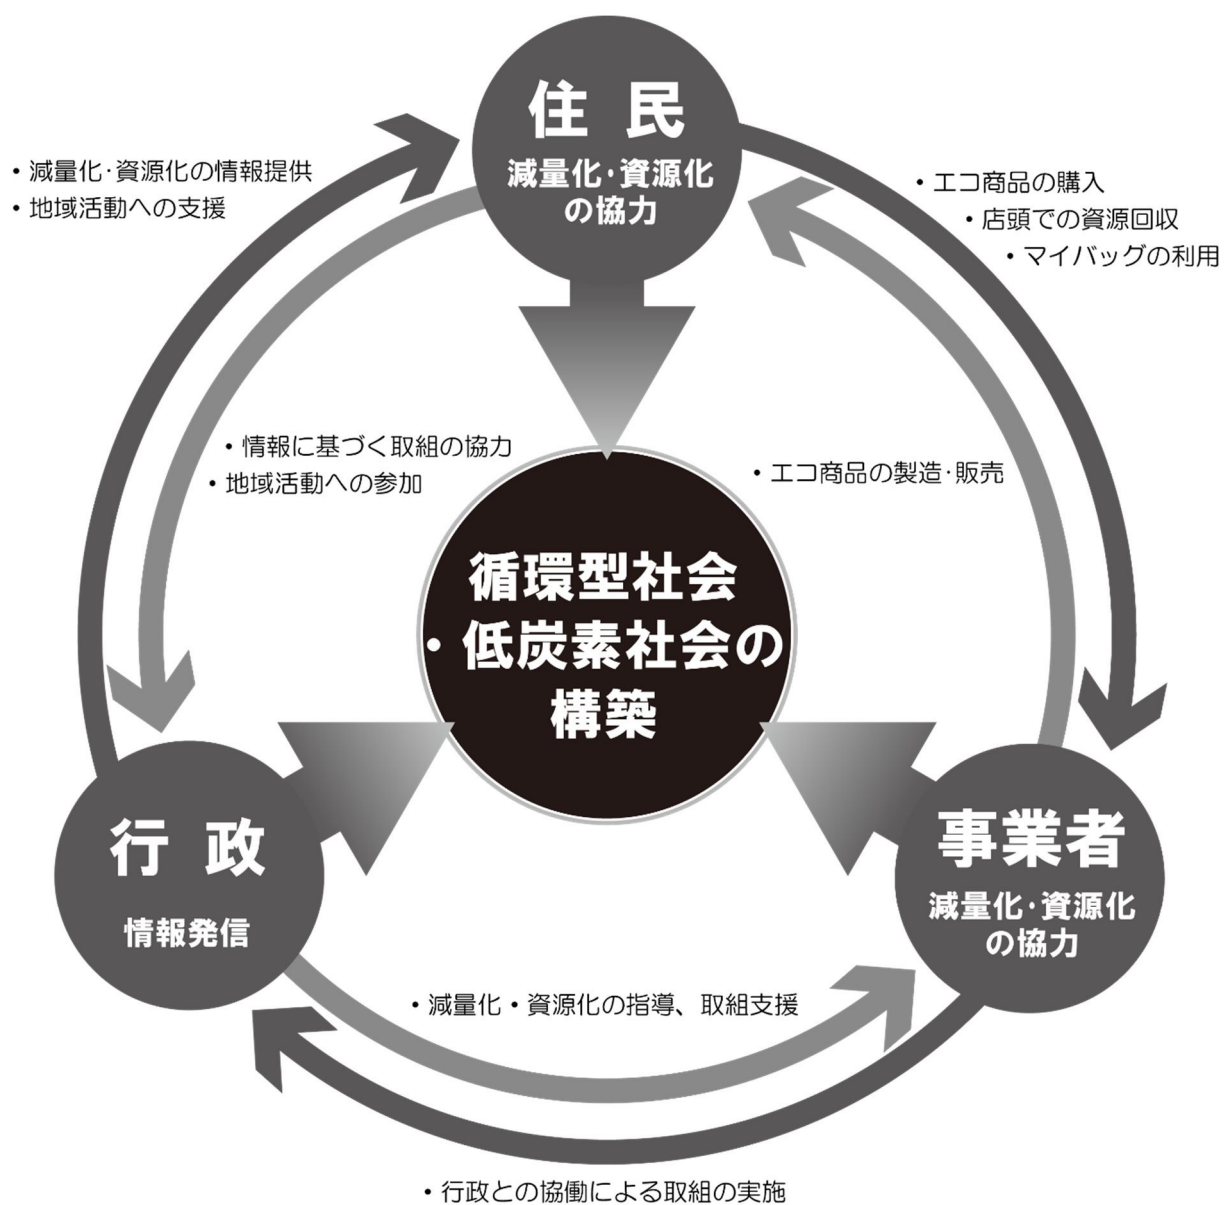 住 民
減量化･資源化
の協力
・減量化･資源化の情報提供
・地域活動への支援
・エコ商品の購入
・店頭での資源回収
・マイバッグの利用
・情報に基づく取組の協力
・地域活動への参加
・エコ商品の製造･販売
循環型社会
・低炭素社会の
構築
行 政
情報発信
事業者
減量化･資源化
の協力
・減量化・資源化の指導、取組支援
・行政との協働による取組の実施